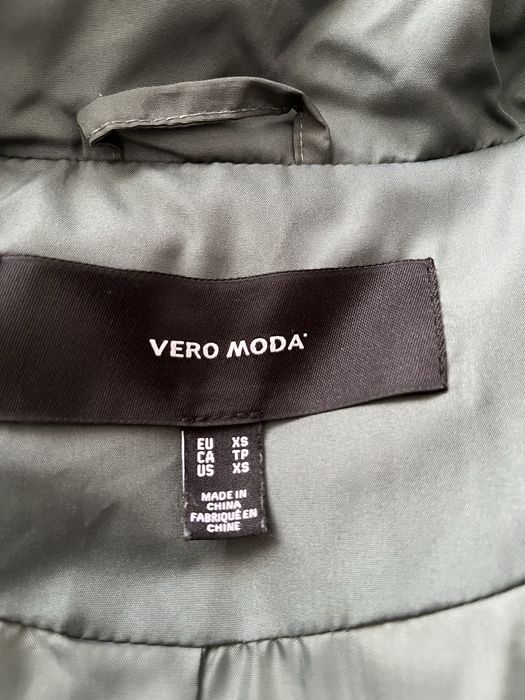 VERO MODA
EU XS
CA TP
US XS
MADE IN
CHINA
FABRIQUÉ EN
CHINE